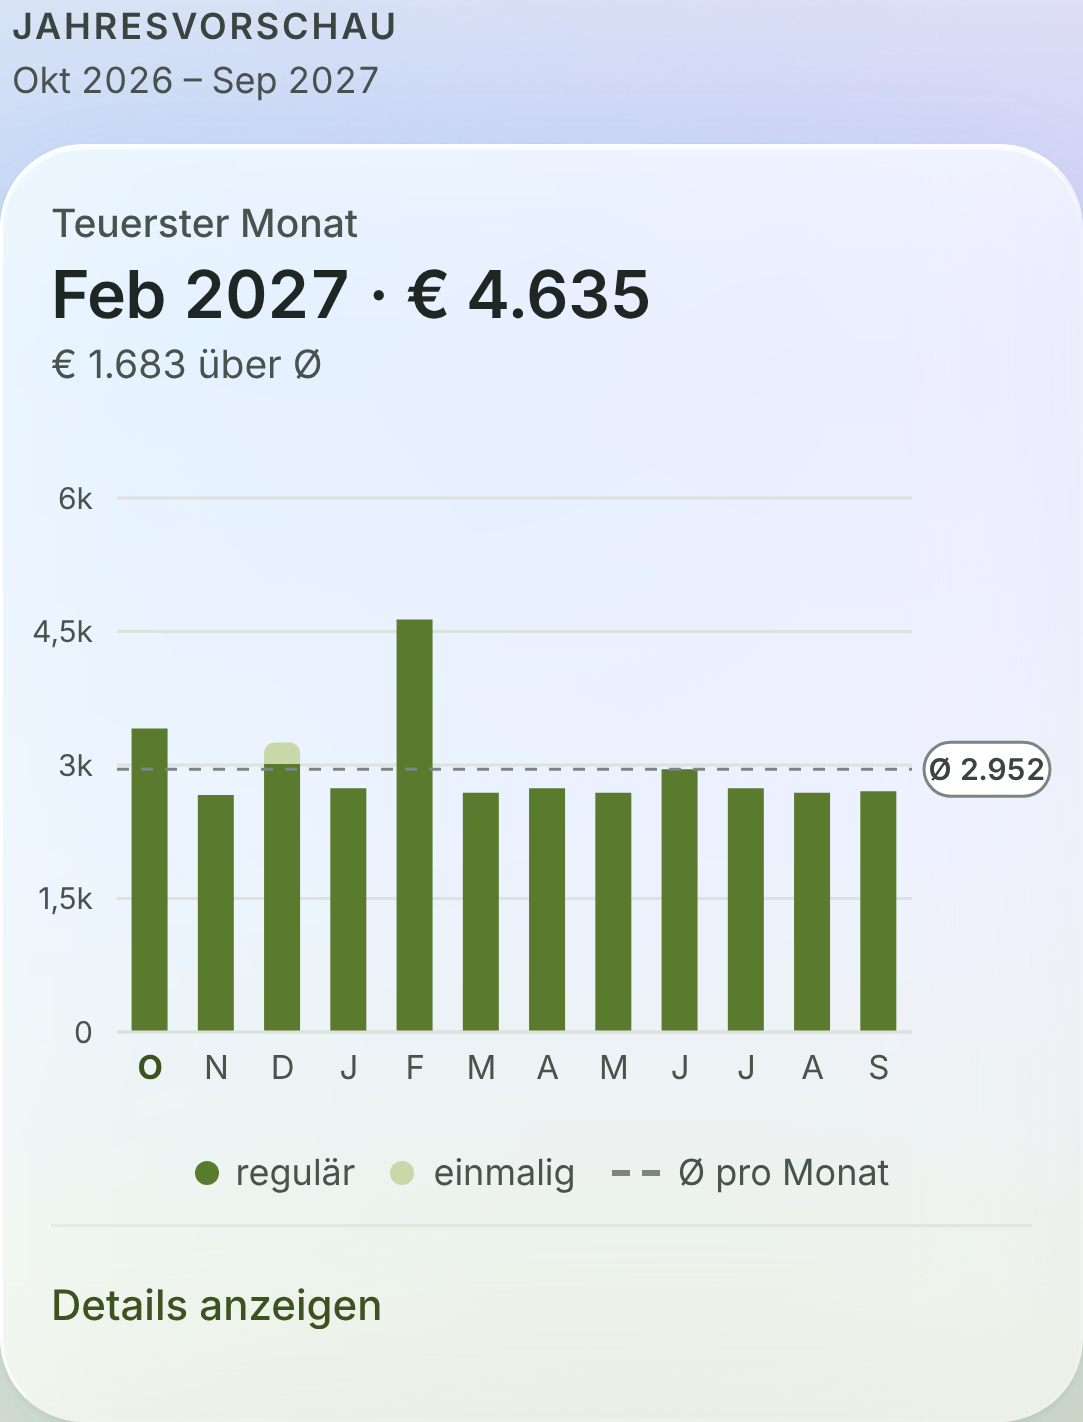 JAHRESVORSCHAU
Okt 2026 – Sep 2027
Teuerster Monat
Feb 2027 · € 4.635
€ 1.683 über Ø
6k
4,5k
3k
Ø 2.952
1,5k
0
O N D J F M A M J J A S
regulär einmalig Ø pro Monat
Details anzeigen